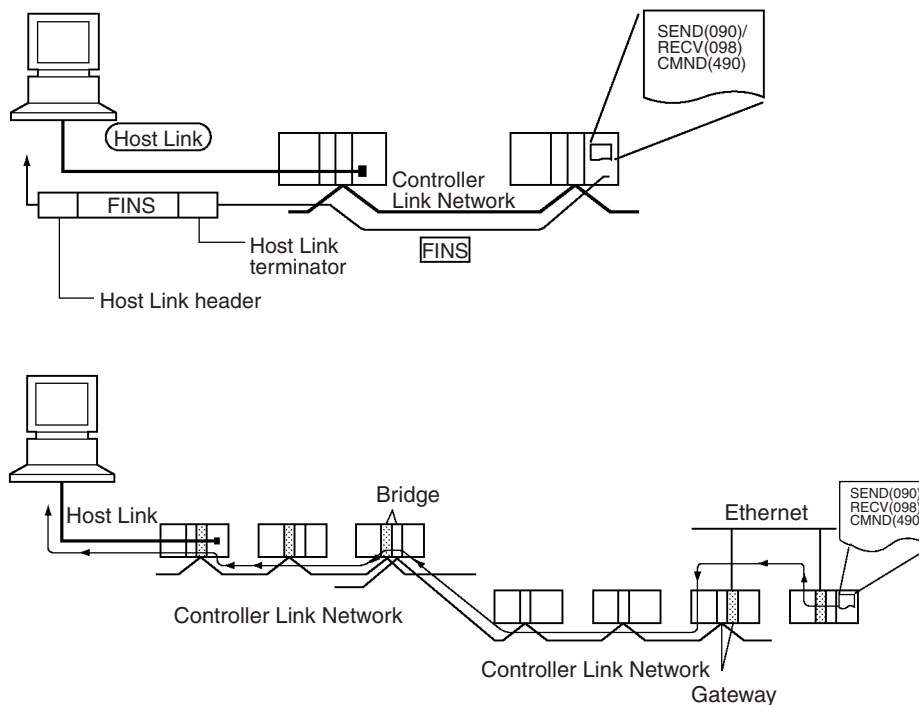 SEND(090)/
RECV(098)
CMND(490)
Host Link
Controller
Link Network
FINS
FINS
Host Link
terminator
Host Link header
Bridge
Host Link
Ethernet
SEND(090)
RECV(098)
CMND(490
Controller Link Network
Controller Link Network
Gateway